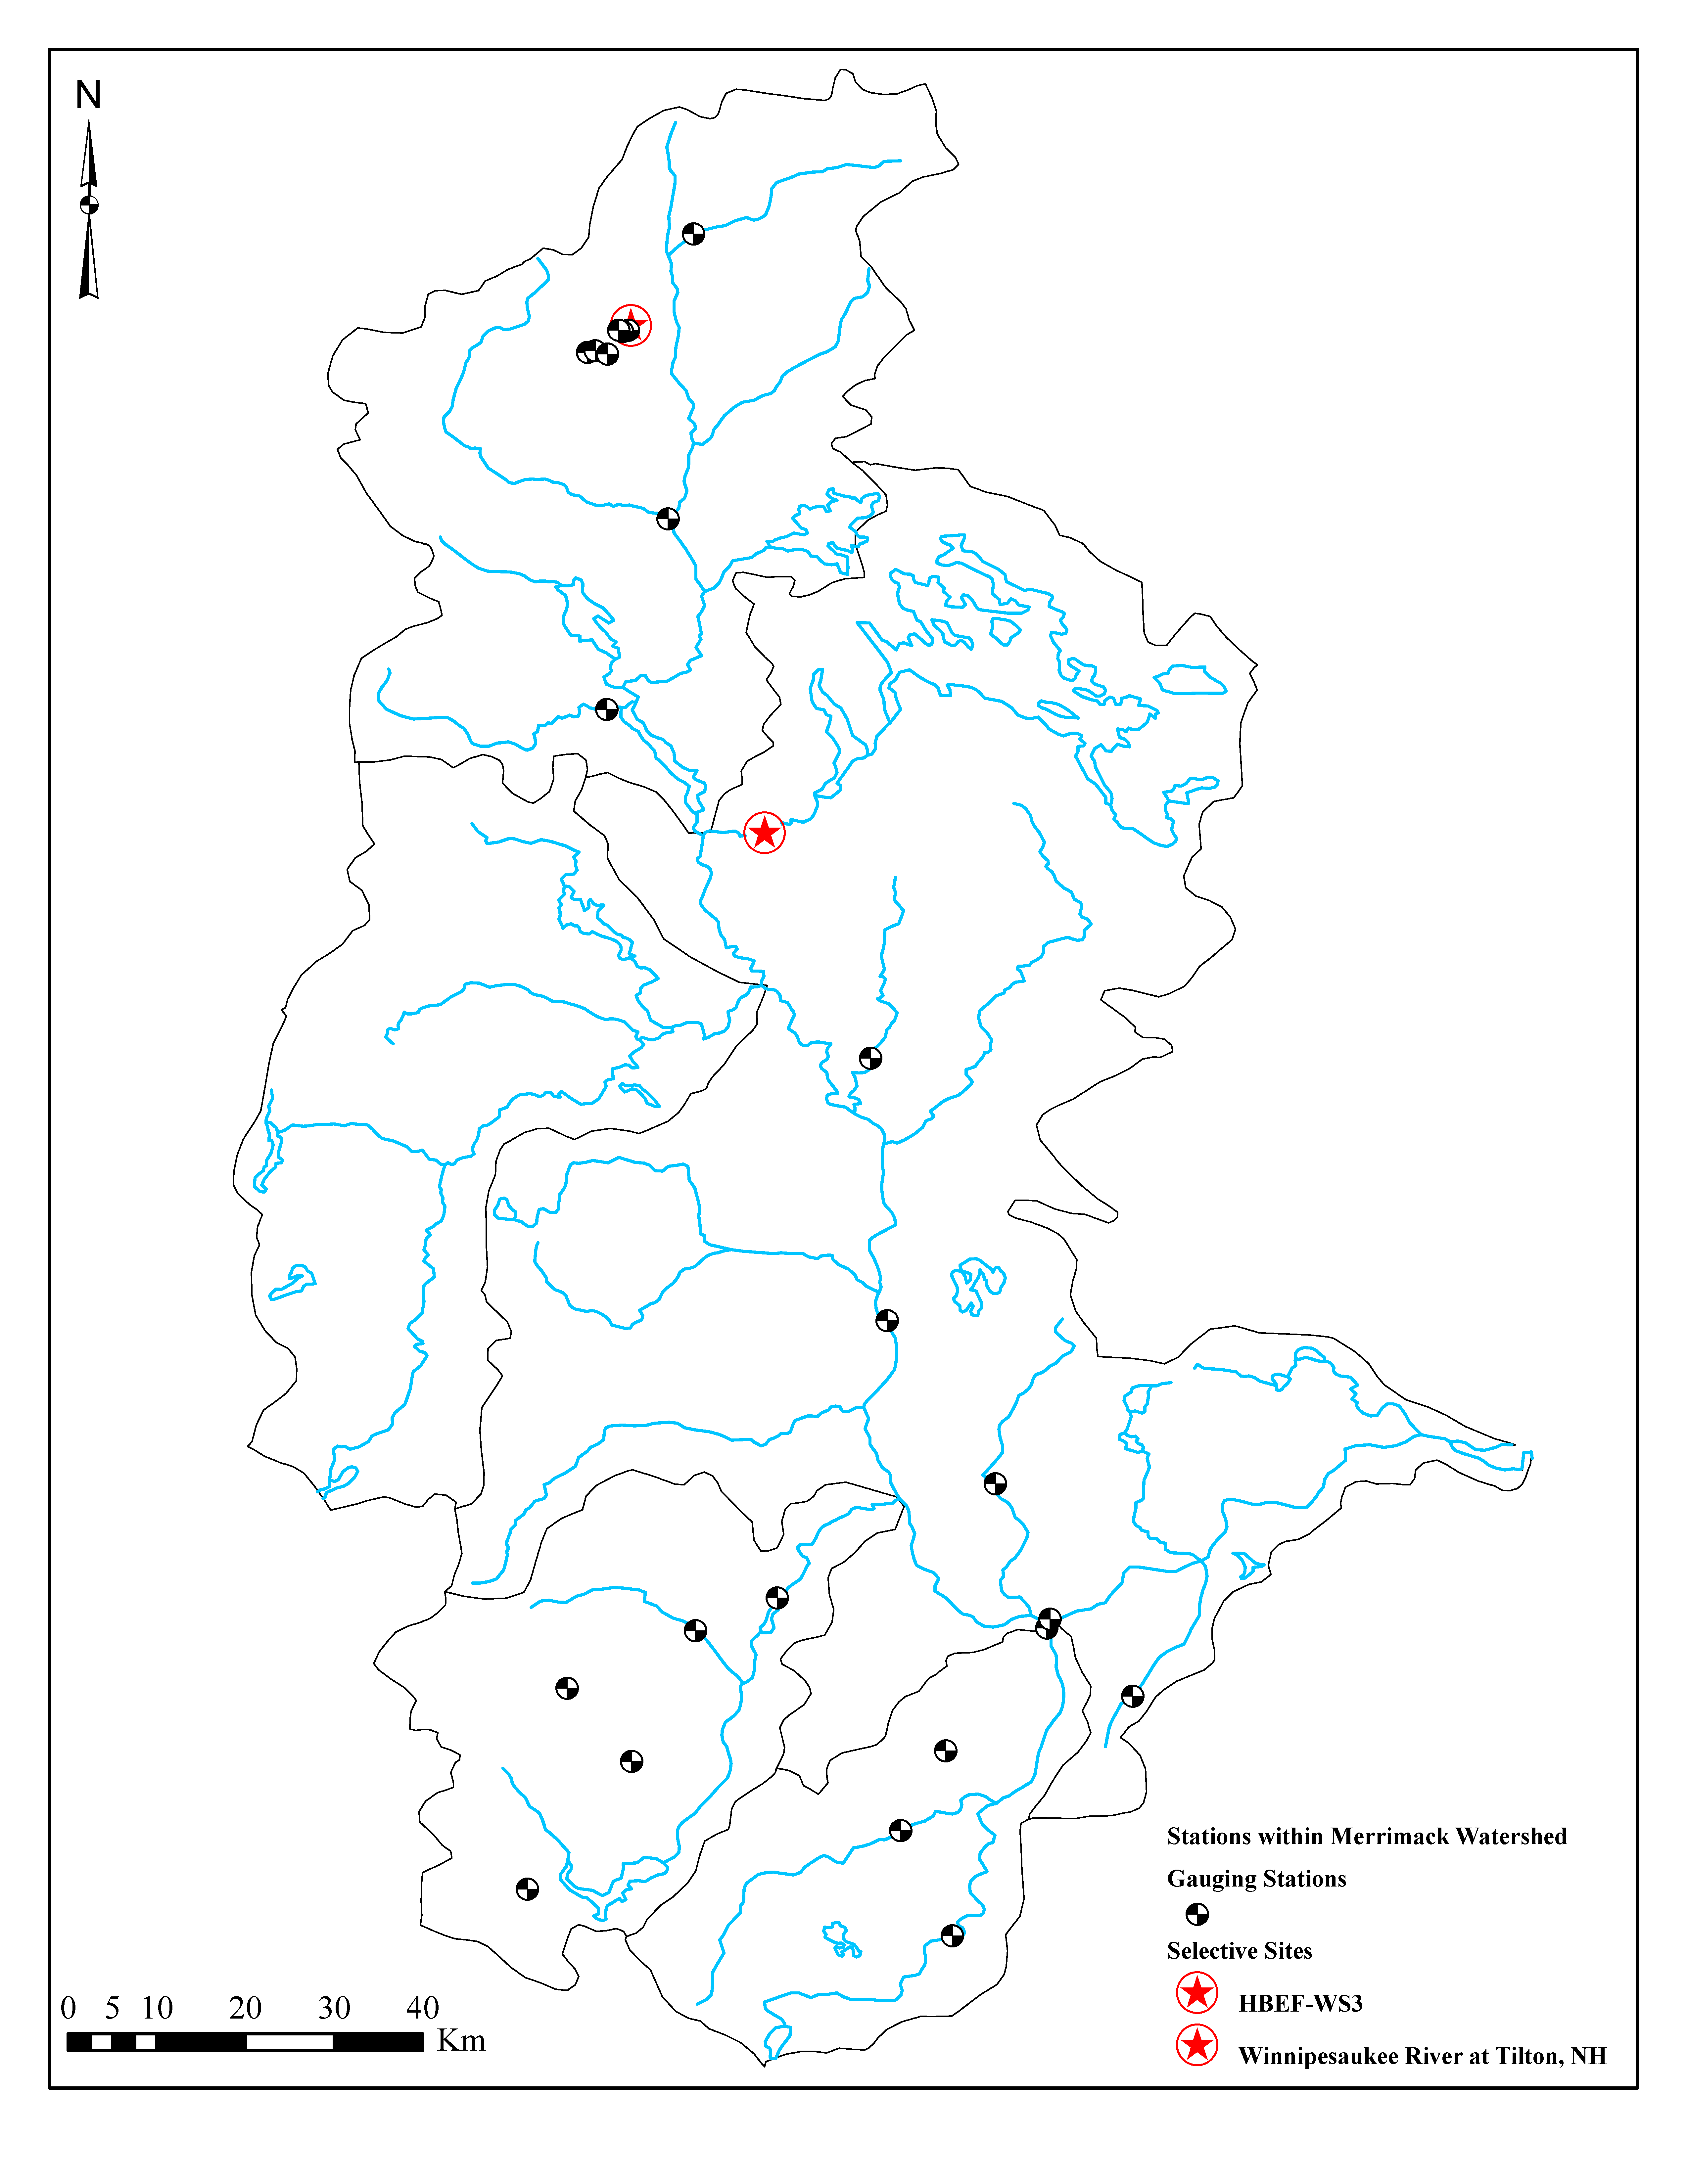 N
Stations within Merrimack Watershed
Gauging Stations
Selective Sites
HBEF-WS3
Winnipesaukee River at Tilton, NH
0 5 10 20 30 40
Km